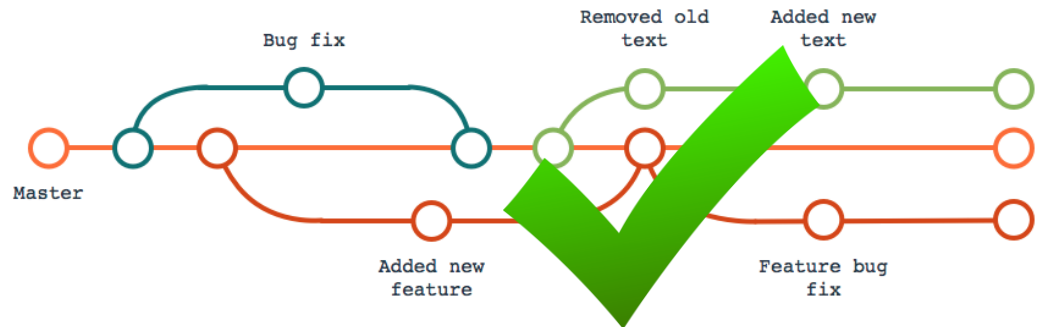 Bug fix
Removed old
text
Added new
text
Master
Added new
feature
Feature bug
fix